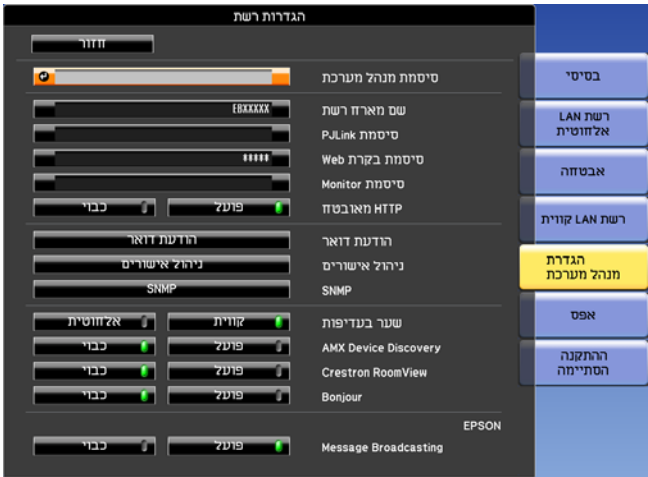 הגדרות רשת
חזור
סיסמת מנהל מערכת
שם מארח רשת EBXXXXX
סיסמת PJLink
סיסמת בקרת Web *****
סיסמת Monitor
HTTP מאובטח פועל כבוי
הודעת דואר הודעת דואר
ניהול אישורים ניהול אישורים
SNMP SNMP
שער בעדיפות קווית אלחוטית
AMX Device Discovery פועל כבוי
Crestron RoomView פועל כבוי
Bonjour פועל כבוי
EPSON
Message Broadcasting פועל כבוי
בסיסי
רשת LAN
אלחוטית
אבטחה
רשת LAN קווית
הגדרת
מנהל מערכת
אפס
ההתקנה
הסתיימה